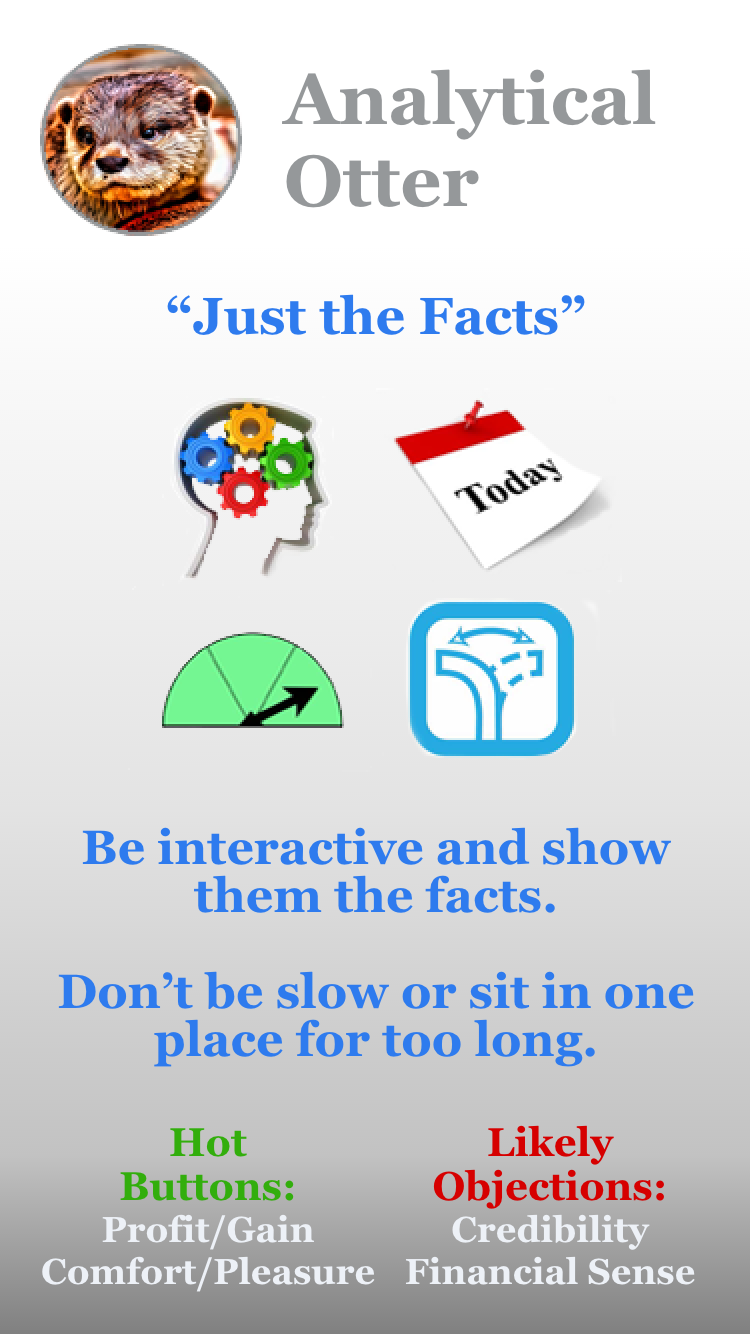 Analytical
Otter
“Just the Facts”
Today
Be interactive and show
them the facts.
Don’t be slow or sit in one
place for too long.
Hot
Buttons:
Profit/Gain
Comfort/Pleasure
Likely
Objections:
Credibility
Financial Sense